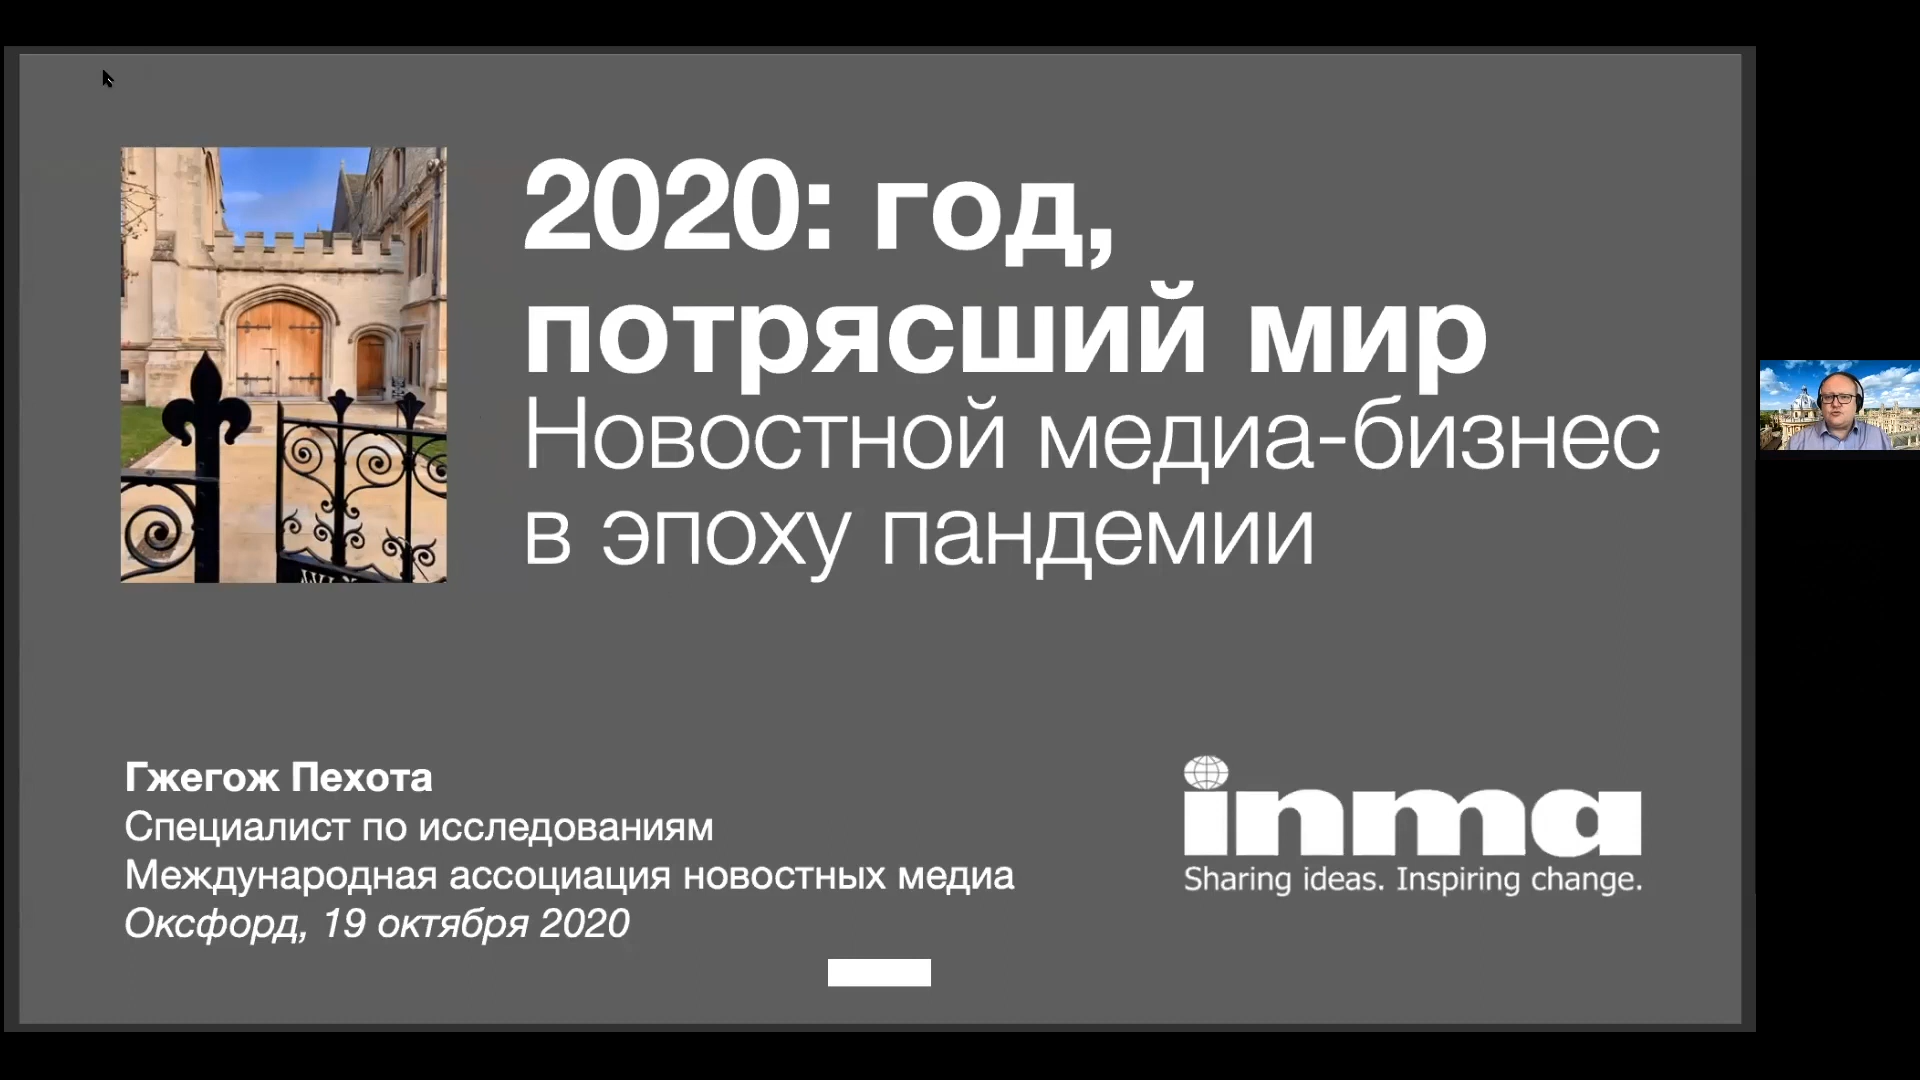 2020: год,
потрясший мир
Новостной медиа-бизнес
в эпоху пандемии
Гжегож Пехота
Специалист по исследованиям
Международная ассоциация новостных медиа
Оксфорд, 19 октября 2020
inma
Sharing ideas. Inspiring change.